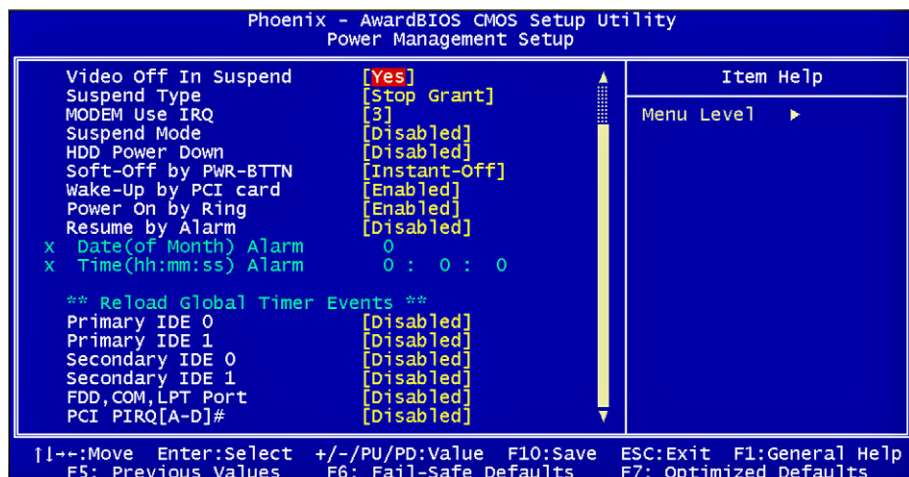 Phoenix - AwardBIOS CMOS Setup Utility
Power Management Setup
Video Off In Suspend [Yes]
Suspend Type [Stop Grant]
MODEM Use IRQ [3]
Suspend Mode [Disabled]
HDD Power Down [Disabled]
Soft-Off by PWR-BTTN [Instant-Off]
Wake-Up by PCI card [Enabled]
Power On by Ring [Enabled]
Resume by Alarm [Disabled]
x Date(of Month) Alarm 0
x Time(hh:mm:ss) Alarm 0 : 0 : 0
** Reload Global Timer Events **
Primary IDE 0 [Disabled]
Primary IDE 1 [Disabled]
Secondary IDE 0 [Disabled]
Secondary IDE 1 [Disabled]
FDD,COM,LPT Port [Disabled]
PCI PIRQ[A-D]# [Disabled]
Item Help
Menu Level ►
↑↓→←:Move Enter:Select +/-/PU/PD:Value F10:Save ESC:Exit F1:General Help
F5: Previous Values F6: Fail-Safe Defaults F7: Optimized Defaults